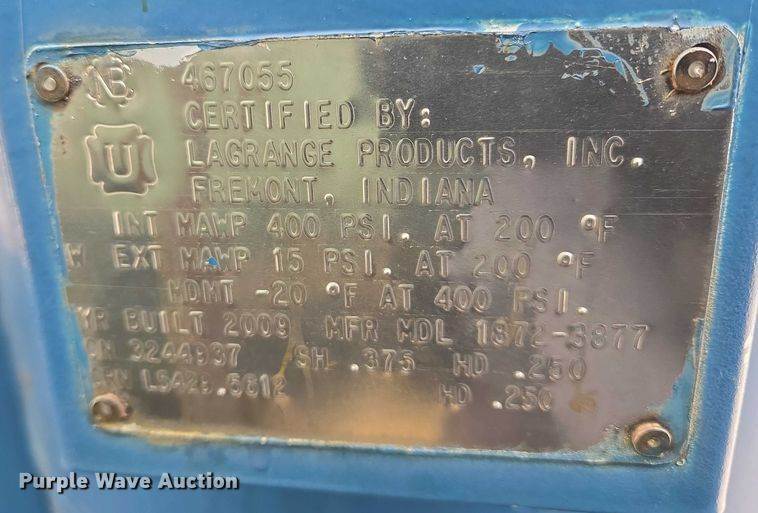 NB 467055
CERTIFIED BY:
U LAGRANGE PRODUCTS, INC.
FREMONT, INDIANA
INT MAWP 400 PSI. AT 200 °F
W EXT MAWP 15 PSI. AT 200 °F
MDMT -20 °F AT 400 PSI.
YR BUILT 2009 MFR MDL 1872-3877
3244937 SH .375 HD .250
HD .250
Purple Wave Auction